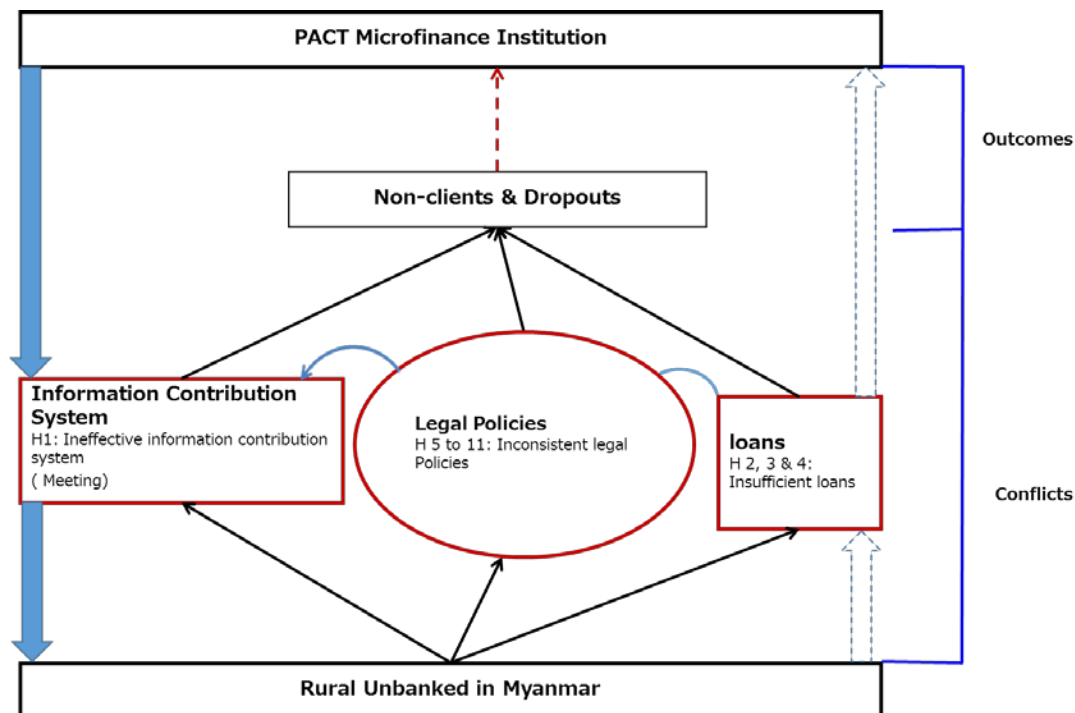 PACT Microfinance Institution
Outcomes
Non-clients & Dropouts
Information Contribution
System
H1: Ineffective information contribution
system
( Meeting)
Legal Policies
H 5 to 11: Inconsistent legal
Policies
loans
H 2, 3 & 4:
Insufficient loans
Conflicts
Rural Unbanked in Myanmar